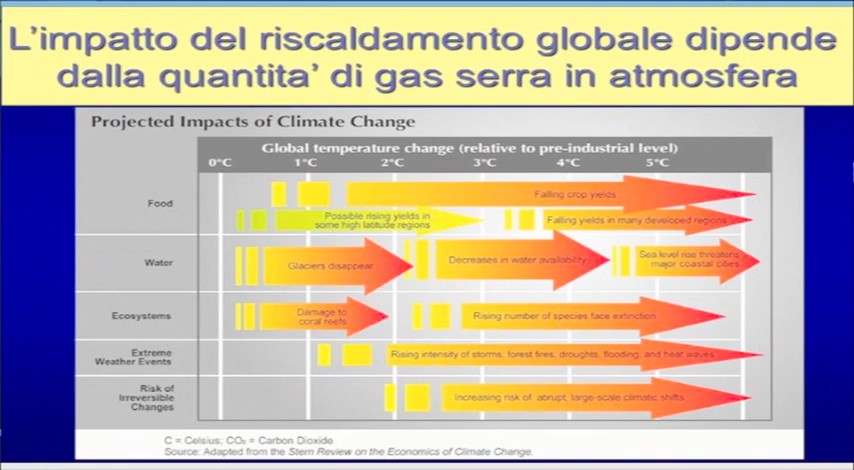 L'impatto del riscaldamento globale dipende
dalla quantita' di gas serra in atmosfera
Projected Impacts of Climate Change
Global temperature change (relative to pre-industrial level)
0°C 1°C 2°C 3°C 4°C 5°C
Food
Falling crop yields
Possible rising yields in
some high latitude regions
Falling yields in many developed regions
Water
Glaciers disappear
Decreases in water availability
Sea level rise threatens
major coastal cities
Ecosystems
Damage to
coral reefs
Rising number of species face extinction
Extreme
Weather Events
Rising intensity of storms, forest fires, droughts, flooding, and heat waves
Risk of
Irreversible
Changes
Increasing risk of abrupt, large-scale climatic shifts
C = Celsius; CO₂ = Carbon Dioxide
Source: Adapted from the Stern Review on the Economics of Climate Change.